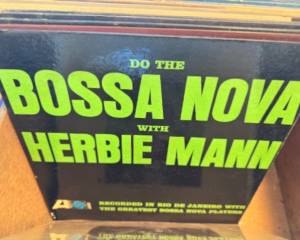 DO THE
BOSSA NOVA
WITH
HERBIE MANN
RECORDED IN RIO DE JANEIRO WITH
THE GREATEST BOSSA NOVA PLAYERS